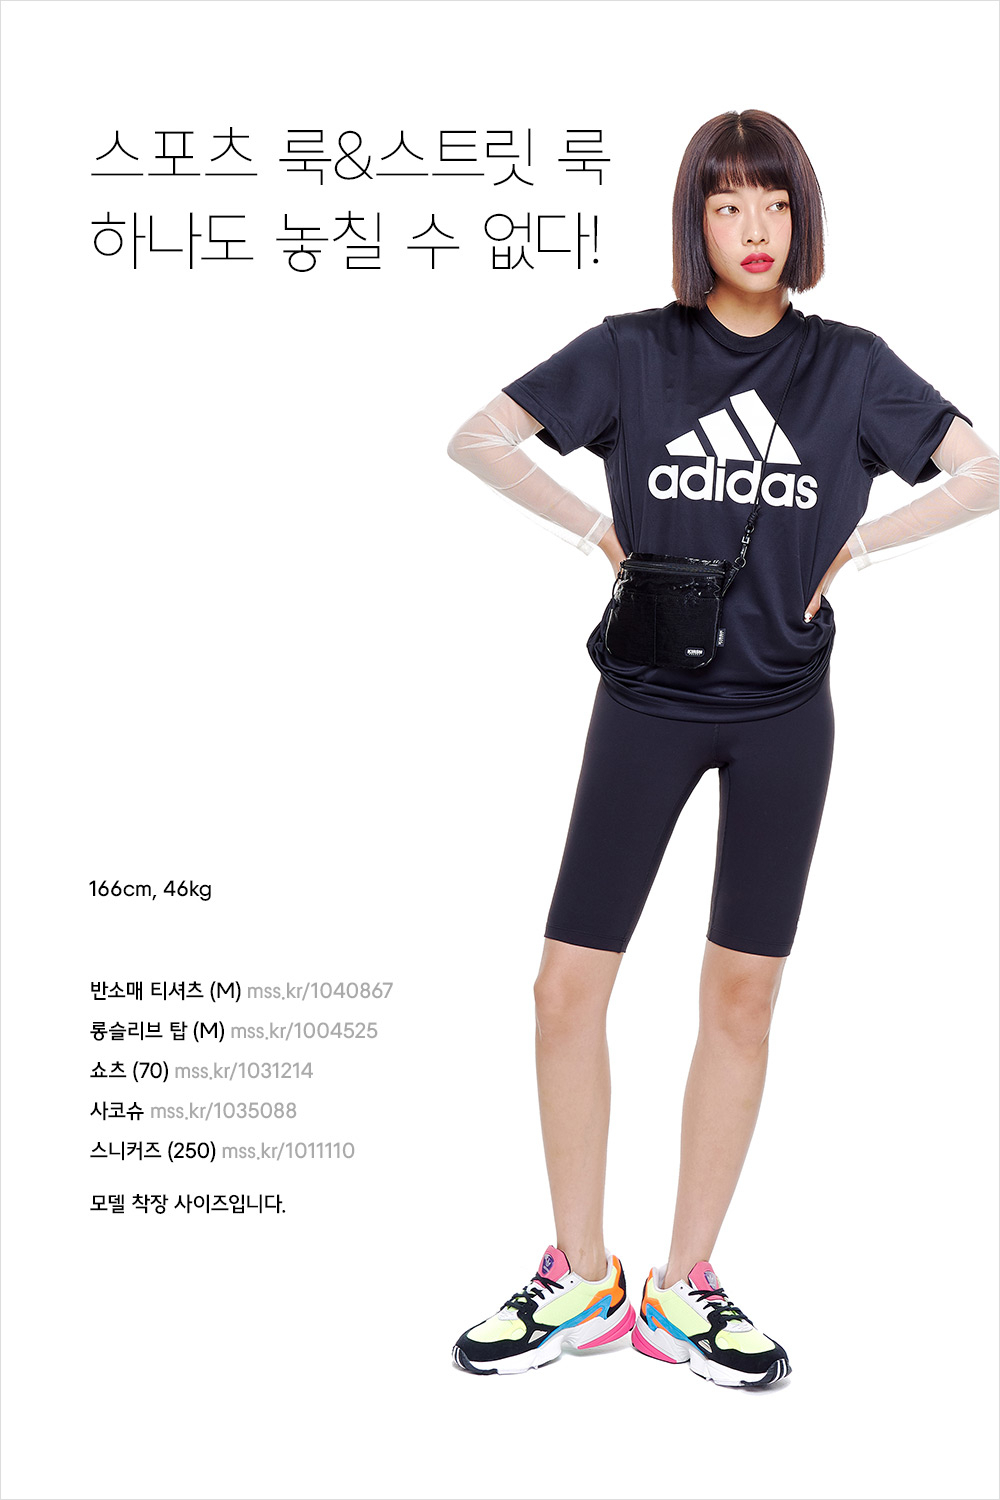 스포츠 룩&스트릿 룩
하나도 놓칠 수 없다!
adidas
166cm, 46kg
반소매 티셔츠 (M) mss.kr/1040867
롱슬리브 탑 (M) mss.kr/1004525
쇼츠 (70) mss.kr/1031214
사코슈 mss.kr/1035088
스니커즈 (250) mss.kr/1011110
모델 착장 사이즈입니다.